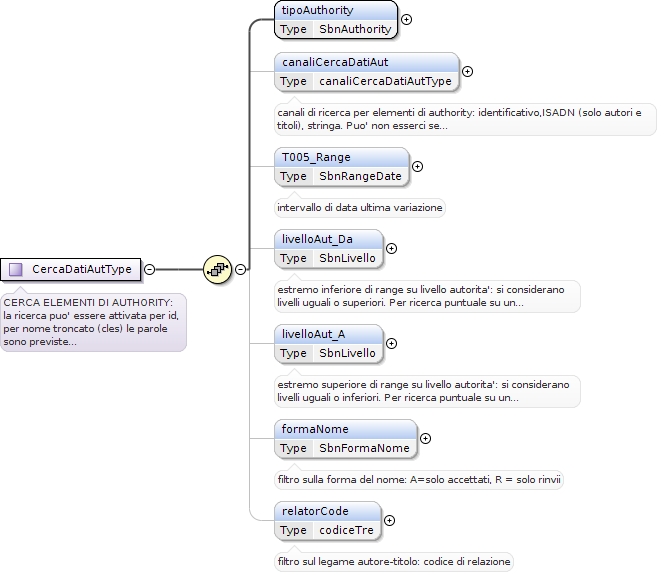 tipoAuthority
Type SbnAuthority
canaliCercaDatiAut
Type canaliCercaDatiAutType
canali di ricerca per elementi di authority: identificativo,ISADN (solo autori e
titoli), stringa. Puo' non esserci se...
T005_Range
Type SbnRangeDate
intervallo di data ultima variazione
livelloAut_Da
Type SbnLivello
CercaDatiAutType
CERCA ELEMENTI DI AUTHORITY:
la ricerca puo' essere attivata per id,
per nome troncato (cles) le parole
sono previste...
estremo inferiore di range su livello autorita': si considerano
livelli uguali o superiori. Per ricerca puntuale su un...
livelloAut_A
Type SbnLivello
estremo superiore di range su livello autorita': si considerano
livelli uguali o inferiori. Per ricerca puntuale su un...
formaNome
Type SbnFormaNome
filtro sulla forma del nome: A=solo accettati, R = solo rinvii
relatorCode
Type codiceTre
filtro sul legame autore-titolo: codice di relazione